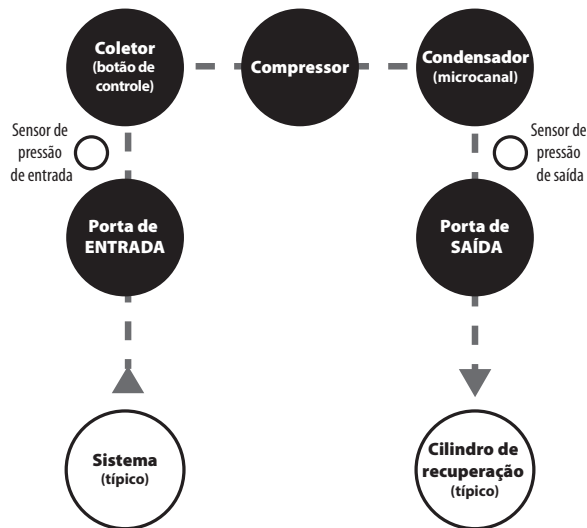 Coletor
(botão de
controle)
Compressor
Condensador
(microcanal)
Sensor de
pressão
de entrada
Sensor de
pressão
de saída
Porta de
ENTRADA
Porta de
SAÍDA
Sistema
(típico)
Cilindro de
recuperação
(típico)